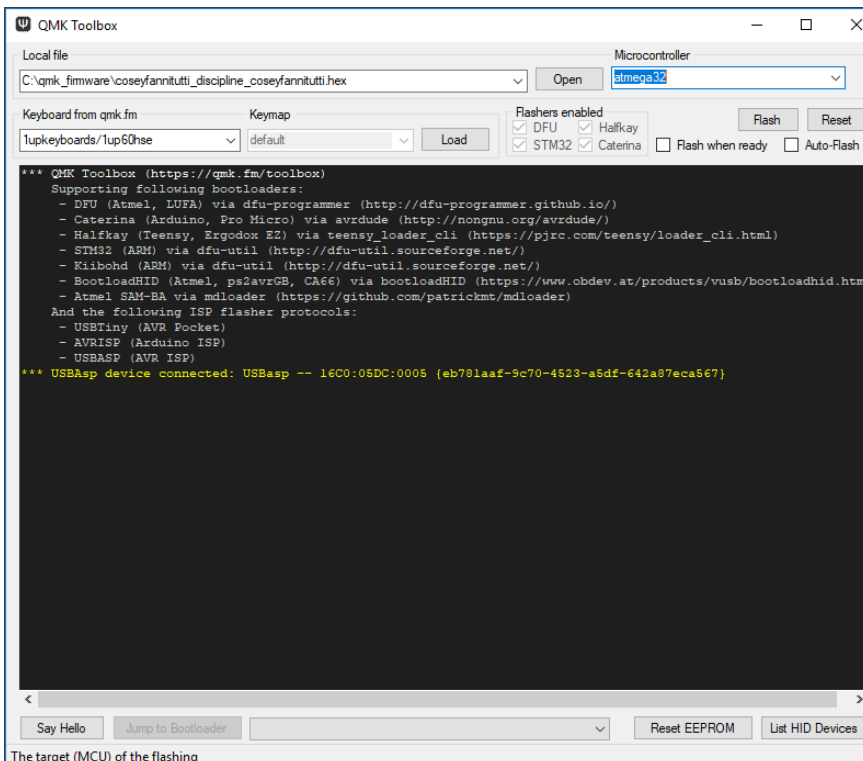 QMK Toolbox
Local file
Microcontroller
C:\qmk_firmware\coseyfannitutti_discipline_coseyfannitutti.hex
Open
atmega32
Keyboard from qmk.fm
Keymap
Flashers enabled
1upkeyboards/1up60hse
default
Load
DFU
Halfkay
STM32
Caterina
Flash
Reset
Flash when ready
Auto-Flash
*** QMK Toolbox (https://qmk.fm/toolbox)
Supporting following bootloaders:
- DFU (Atmel, LUFA) via dfu-programmer (http://dfu-programmer.github.io/)
- Caterina (Arduino, Pro Micro) via avrdude (http://nongnu.org/avrdude/)
- Halfkay (Teensy, Ergodox EZ) via teensy_loader_cli (https://pjrc.com/teensy/loader_cli.html)
- STM32 (ARM) via dfu-util (http://dfu-util.sourceforge.net/)
- Kiibohd (ARM) via dfu-util (http://dfu-util.sourceforge.net/)
- BootloadHID (Atmel, ps2avrGB, CA66) via bootloadHID (https://www.obdev.at/products/vusb/bootloadhid.htm
- Atmel SAM-BA via mdloader (https://github.com/patrickmt/mdloader)
And the following ISP flasher protocols:
- USBTiny (AVR Pocket)
- AVRISP (Arduino ISP)
- USBASP (AVR ISP)
*** USBAsp device connected: USBasp -- 16C0:05DC:0005 {eb781aaf-9c70-4523-a5df-642a87eca567}
Say Hello
Jump to Bootloader
Reset EEPROM
List HID Devices
The target (MCU) of the flashing